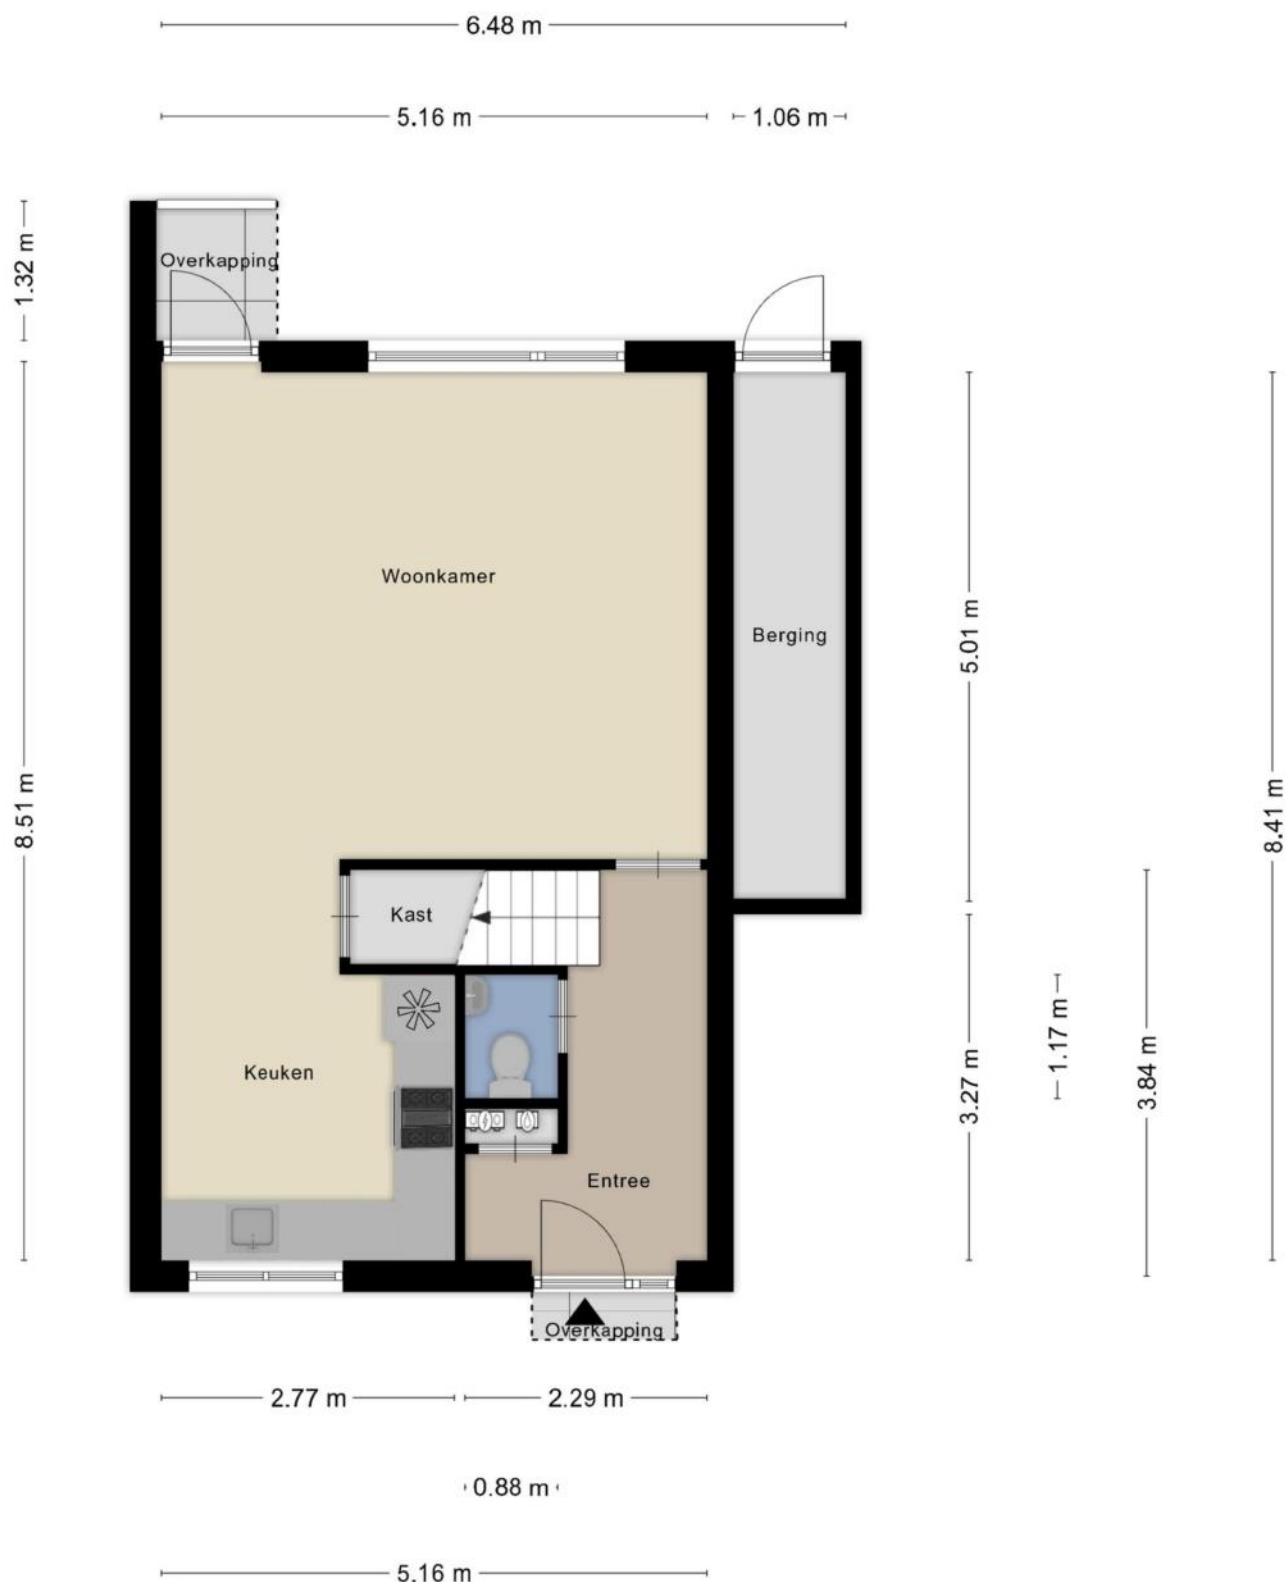 6.48 m
5.16 m
1.06 m
1.32 m
Overkapping
Woonkamer
Berging
5.01 m
8.51 m
8.41 m
Kast
Keuken
1.17 m
3.27 m
3.84 m
Entree
Overkapping
2.77 m
2.29 m
0.88 m
5.16 m